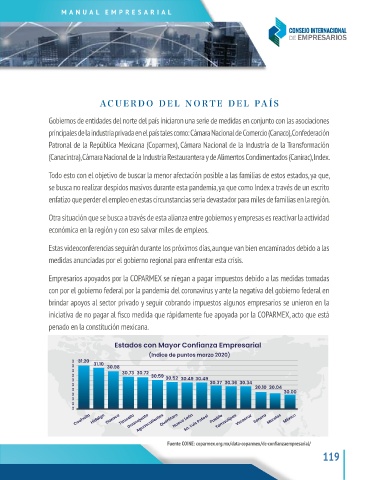 MANUAL EMPRESARIAL
CONSEJO INTERNACIONAL
DE EMPRESARIOS
ACUERDO DEL NORTE DEL PAÍS
Gobiernos de entidades del norte del país iniciaron una serie de medidas en conjunto con las asociaciones
principales de la industria privada en el país tales como: Cámara Nacional de Comercio (Canaco), Confederación
Patronal de la República Mexicana (Coparmex), Cámara Nacional de la Industria de la Transformación
(Canacintra), Cámara Nacional de la Industria Restaurantera y de Alimentos Condimentados (Canirac), Index.
Todo esto con el objetivo de buscar la menor afectación posible a las familias de estos estados, ya que,
se busca no realizar despidos masivos durante esta pandemia, ya que como Index a través de un escrito
enfatizo que perder el empleo en estas circunstancias sería devastador para miles de familias en la región.
Otra situación que se busca a través de esta alianza entre gobiernos y empresas es reactivar la actividad
económica en la región y con eso salvar miles de empleos.
Estas videoconferencias seguirán durante los próximos días, aunque van bien encaminados debido a las
medidas anunciadas por el gobierno regional para enfrentar esta crisis.
Empresarios apoyados por la COPARMEX se niegan a pagar impuestos debido a las medidas tomadas
con por el gobierno federal por la pandemia del coronavirus y ante la negativa del gobierno federal en
brindar apoyos al sector privado y seguir cobrando impuestos algunos empresarios se unieron en la
iniciativa de no pagar al fisco medida que rápidamente fue apoyada por la COPARMEX, acto que está
penado en la constitución mexicana.
Estados con Mayor Confianza Empresarial
(Índice de puntos marzo 2020)
31.20 31.10 30.98 30.73 30.72 30.59 30.52 30.49 30.49 30.37 30.36 30.34 30.10 30.04 30.00
Coahuila Hidalgo Oaxaca Tlaxcala Guanajuato Aguascalientes Querétaro Nuevo León Sn. Luis Potosí Puebla Tamaulipas Veracruz Sonora Morelos México
Fuente COINE: coparmex.org.mx/data-coparmex/ric-confianzaempresarial/
119